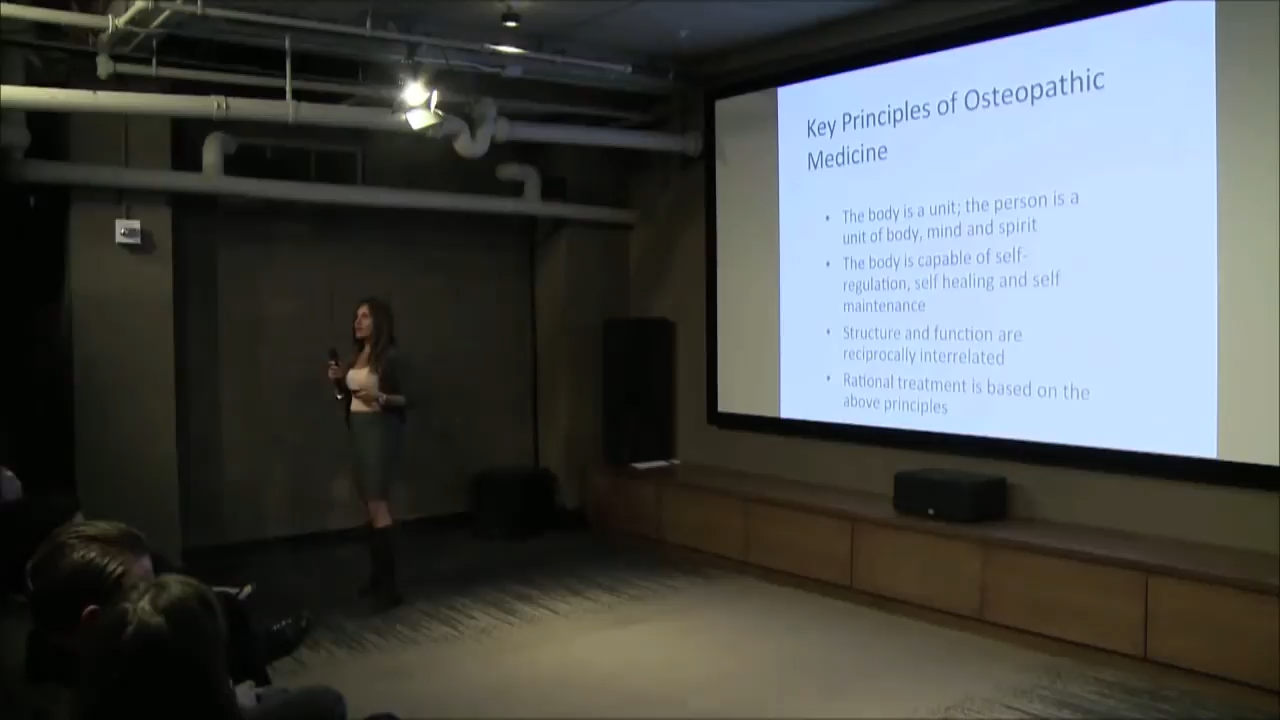 Key Principles of Osteopathic
Medicine
• The body is a unit; the person is a
unit of body, mind and spirit
• The body is capable of self-
regulation, self healing and self
maintenance
• Structure and function are
reciprocally interrelated
• Rational treatment is based on the
above principles